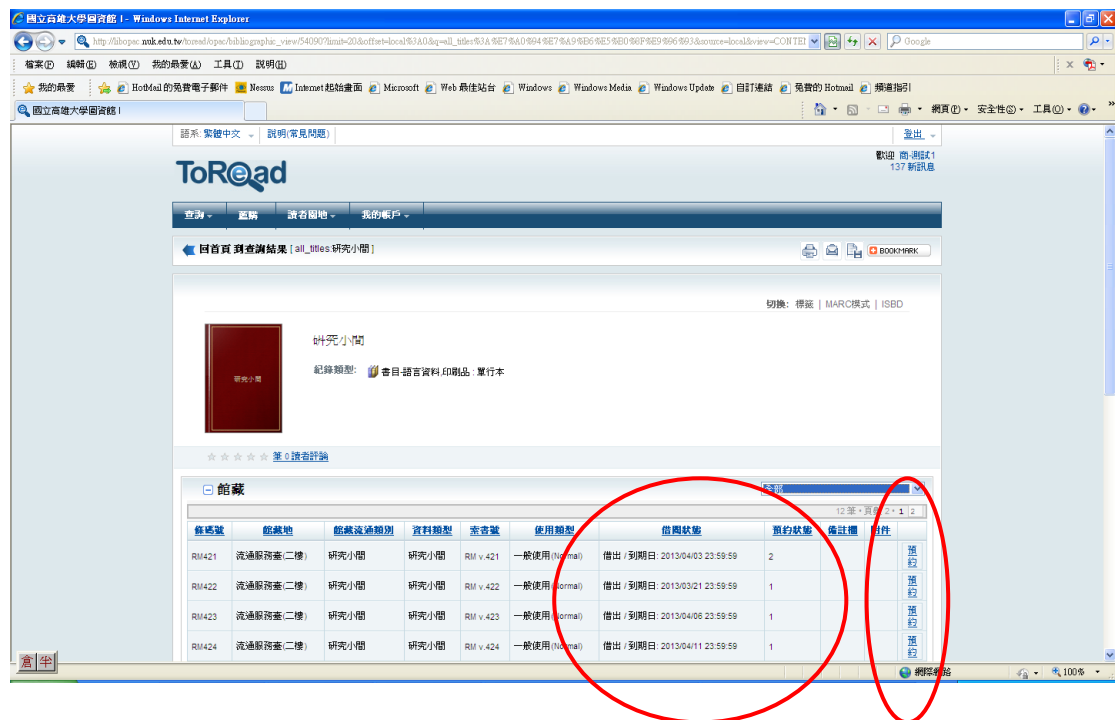 國立高雄大學圖資館 | - Windows Internet Explorer
檔案(F) 編輯(E) 檢視(V) 我的最愛(A) 工具(T) 說明(H)
Google
我的最愛 HotMail 的免費電子郵件 Nessus Internet 起始畫面 Microsoft Web 最佳站台 Windows Windows Media Windows Update 自訂連結 免費的 Hotmail 頻道指引
國立高雄大學圖資館 |
網頁(P) 安全性(S) 工具(O)
語系: 繁體中文 | 說明(常見問題)
登出
歡迎 商-測試1
137 新訊息
ToRe@d
查詢 薦購 讀者園地 我的帳戶
回首頁 到查詢結果 [ all_titles:研究小間 ]
BOOKMARK
切換: 標籤 | MARC模式 | ISBD
研究小間
研究小間
紀錄類型: 書目-語言資料,印刷品 : 單行本
筆 0 讀者評論
館藏
全部
12 筆 • 頁數 2 • 1 2
條碼號 館藏地 館藏流通類別 資料類型 索書號 使用類型 借閱狀態 預約狀態 備註欄 附件
RM421 流通服務臺(二樓) 研究小間 研究小間 RM v.421 一般使用(Normal) 借出 / 到期日: 2013/04/03 23:59:59 2 預約
RM422 流通服務臺(二樓) 研究小間 研究小間 RM v.422 一般使用(Normal) 借出 / 到期日: 2013/03/21 23:59:59 1 預約
RM423 流通服務臺(二樓) 研究小間 研究小間 RM v.423 一般使用(Normal) 借出 / 到期日: 2013/04/06 23:59:59 1 預約
RM424 流通服務臺(二樓) 研究小間 研究小間 RM v.424 一般使用(Normal) 借出 / 到期日: 2013/04/11 23:59:59 1 預約
倉 半
網際網路 100%